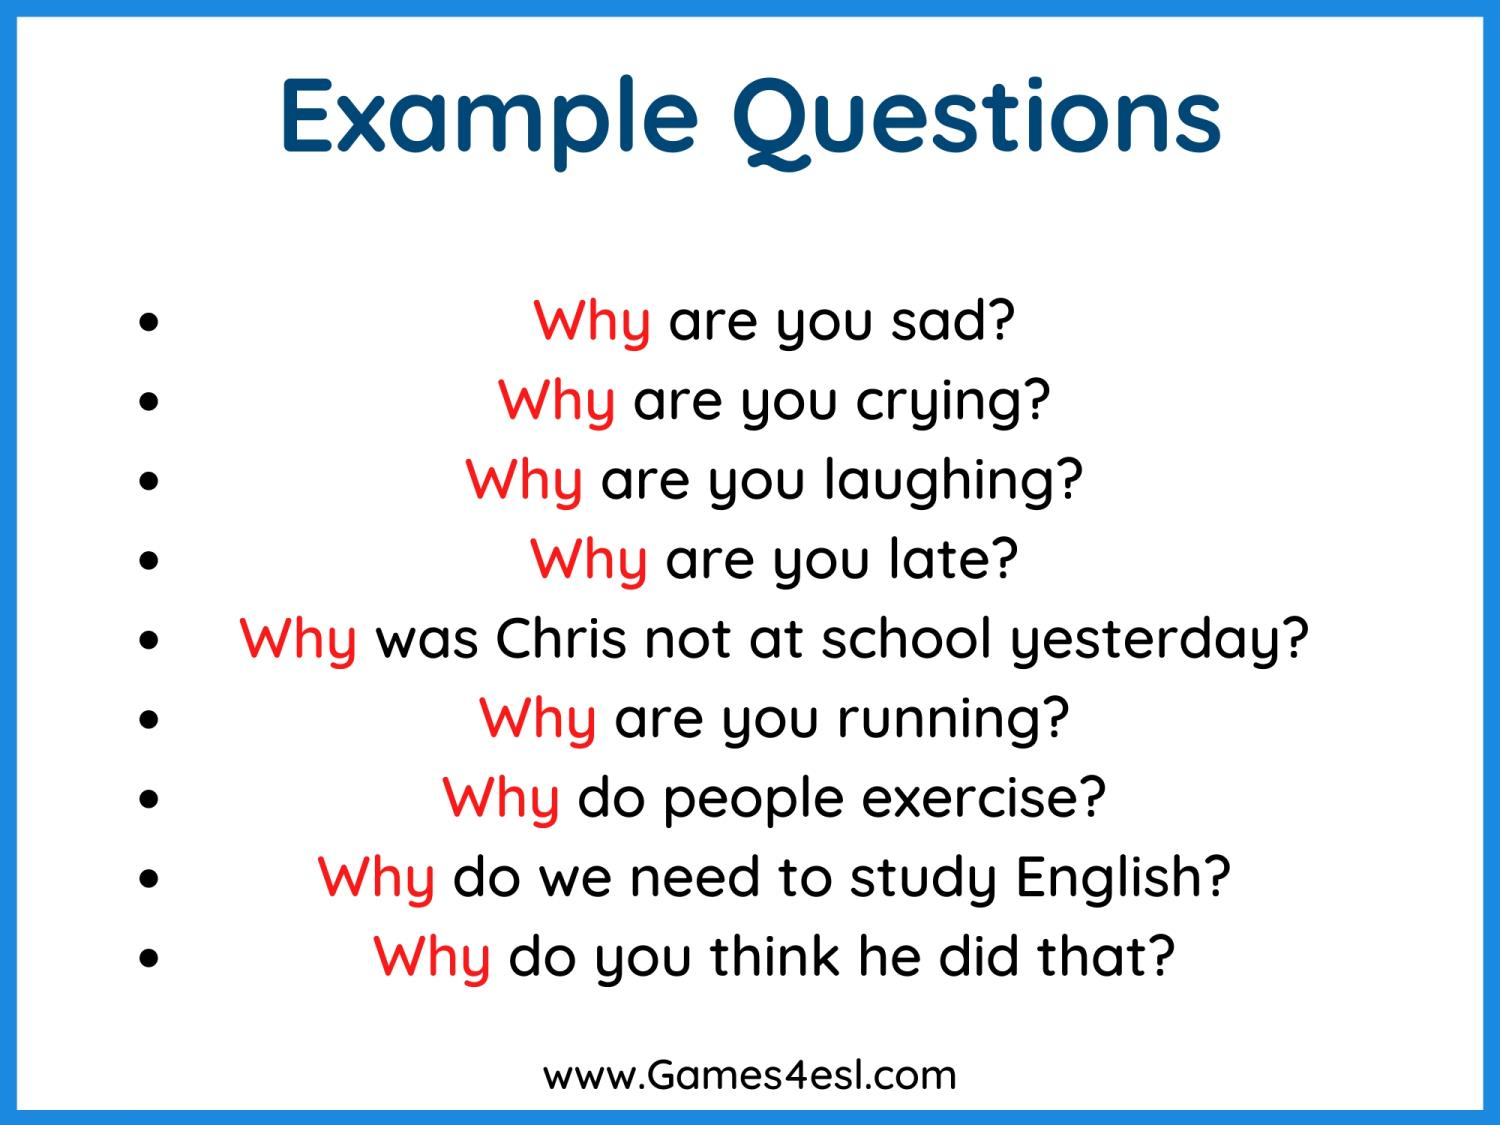 Example Questions
• Why are you sad?
• Why are you crying?
• Why are you laughing?
• Why are you late?
• Why was Chris not at school yesterday?
• Why are you running?
• Why do people exercise?
• Why do we need to study English?
• Why do you think he did that?
www.Games4esl.com